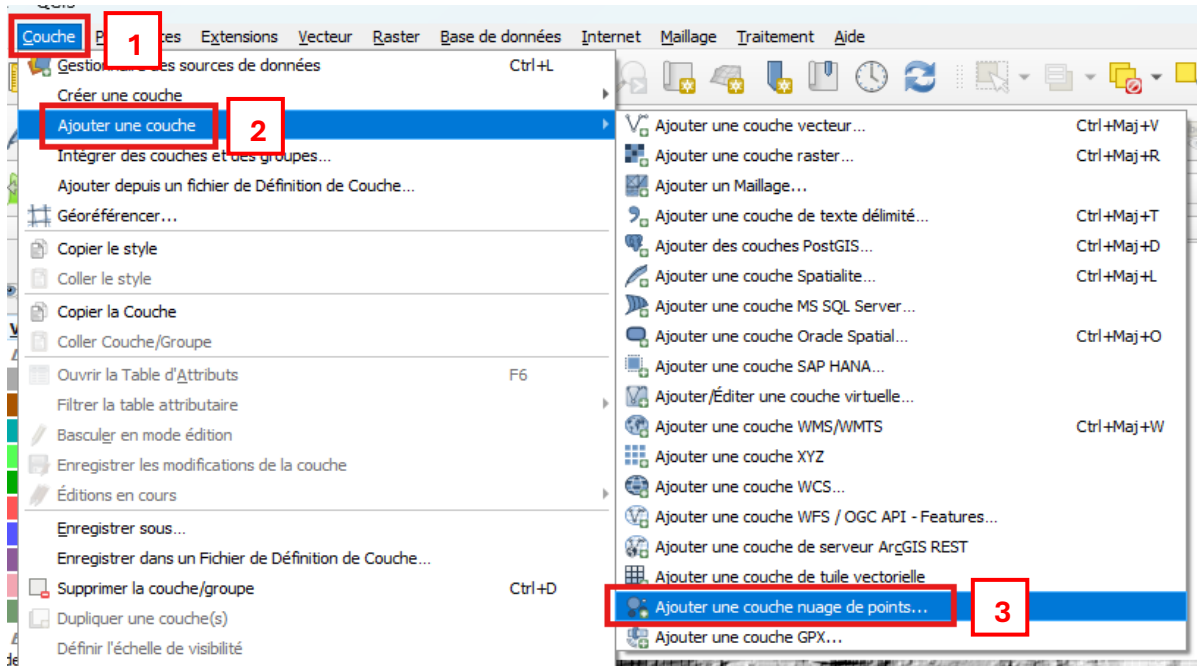 Couche
1
Extensions Vecteur Raster Base de données Internet Maillage Traitement Aide
Gestionnaire des sources de données Ctrl+L
Créer une couche
Ajouter une couche
2
Intégrer des couches et des groupes...
Ajouter depuis un fichier de Définition de Couche...
Géoréférencer...
Copier le style
Coller le style
Copier la Couche
Coller Couche/Groupe
Ouvrir la Table d'Attributs F6
Filtrer la table attributaire
Basculer en mode édition
Enregistrer les modifications de la couche
Éditions en cours
Enregistrer sous...
Enregistrer dans un Fichier de Définition de Couche...
Supprimer la couche/groupe Ctrl+D
Dupliquer une couche(s)
Définir l'échelle de visibilité
Ajouter une couche vecteur... Ctrl+Maj+V
Ajouter une couche raster... Ctrl+Maj+R
Ajouter un Maillage...
Ajouter une couche de texte délimité... Ctrl+Maj+T
Ajouter des couches PostGIS... Ctrl+Maj+D
Ajouter une couche Spatialite... Ctrl+Maj+L
Ajouter une couche MS SQL Server...
Ajouter une couche Oracle Spatial... Ctrl+Maj+O
Ajouter une couche SAP HANA...
Ajouter/Éditer une couche virtuelle...
Ajouter une couche WMS/WMTS Ctrl+Maj+W
Ajouter une couche XYZ
Ajouter une couche WCS...
Ajouter une couche WFS / OGC API - Features...
Ajouter une couche de serveur ArcGIS REST
Ajouter une couche de tuile vectorielle
Ajouter une couche nuage de points...
3
Ajouter une couche GPX...